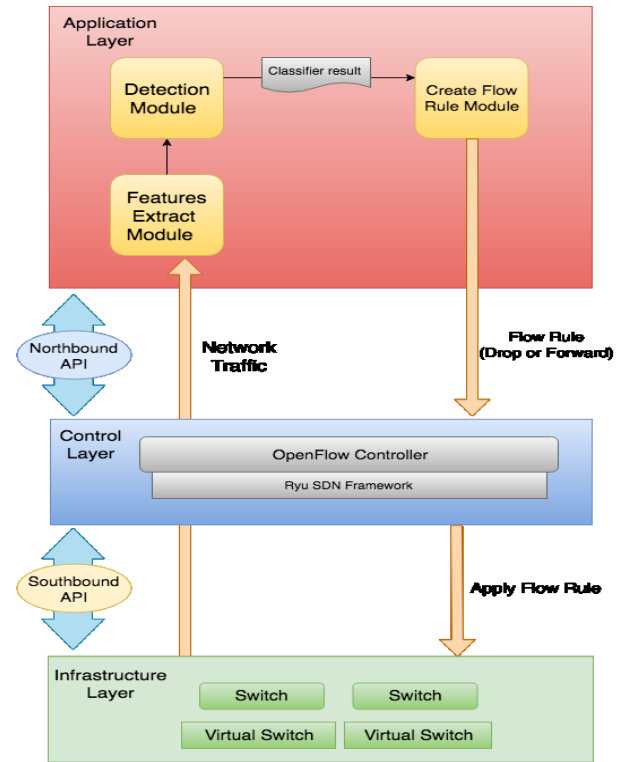 Application
Layer
Detection
Module
Classifier result
Create Flow
Rule Module
Features
Extract
Module
Northbound
API
Network
Traffic
Flow Rule
(Drop or Forward)
Control
Layer
OpenFlow Controller
Ryu SDN Framework
Southbound
API
Apply Flow Rule
Infrastructure
Layer
Switch
Switch
Virtual Switch
Virtual Switch